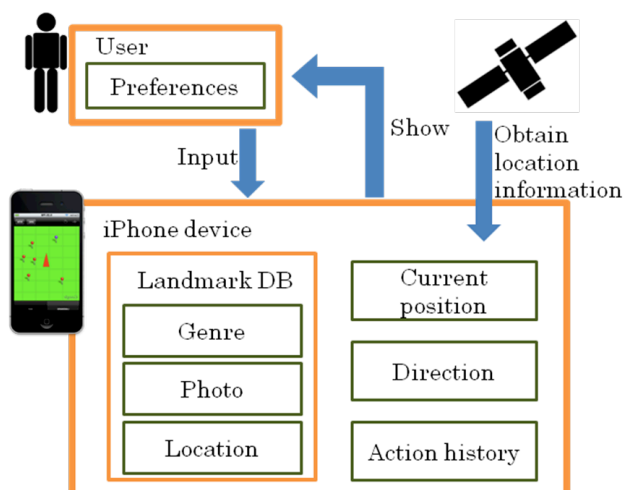 User
Preferences
Input
Show
Obtain
location
information
iPhone device
Landmark DB
Genre
Photo
Location
Current
position
Direction
Action history